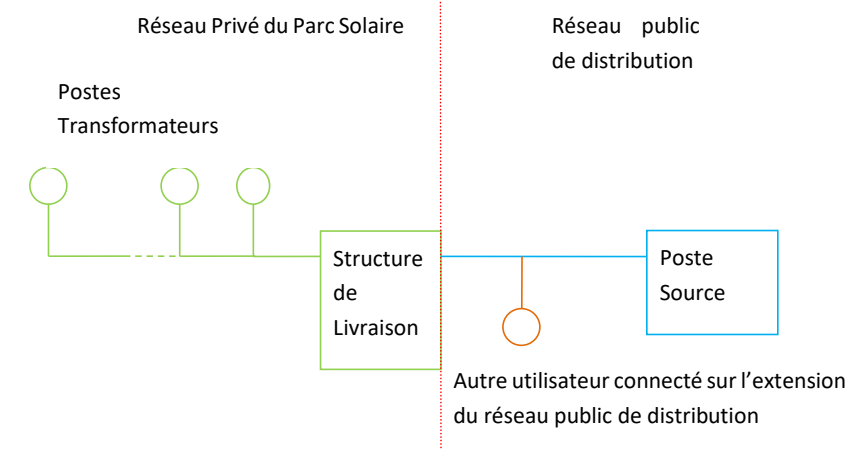 Réseau Privé du Parc Solaire
Réseau public
de distribution
Postes
Transformateurs
Structure
de
Livraison
Poste
Source
Autre utilisateur connecté sur l’extension
du réseau public de distribution